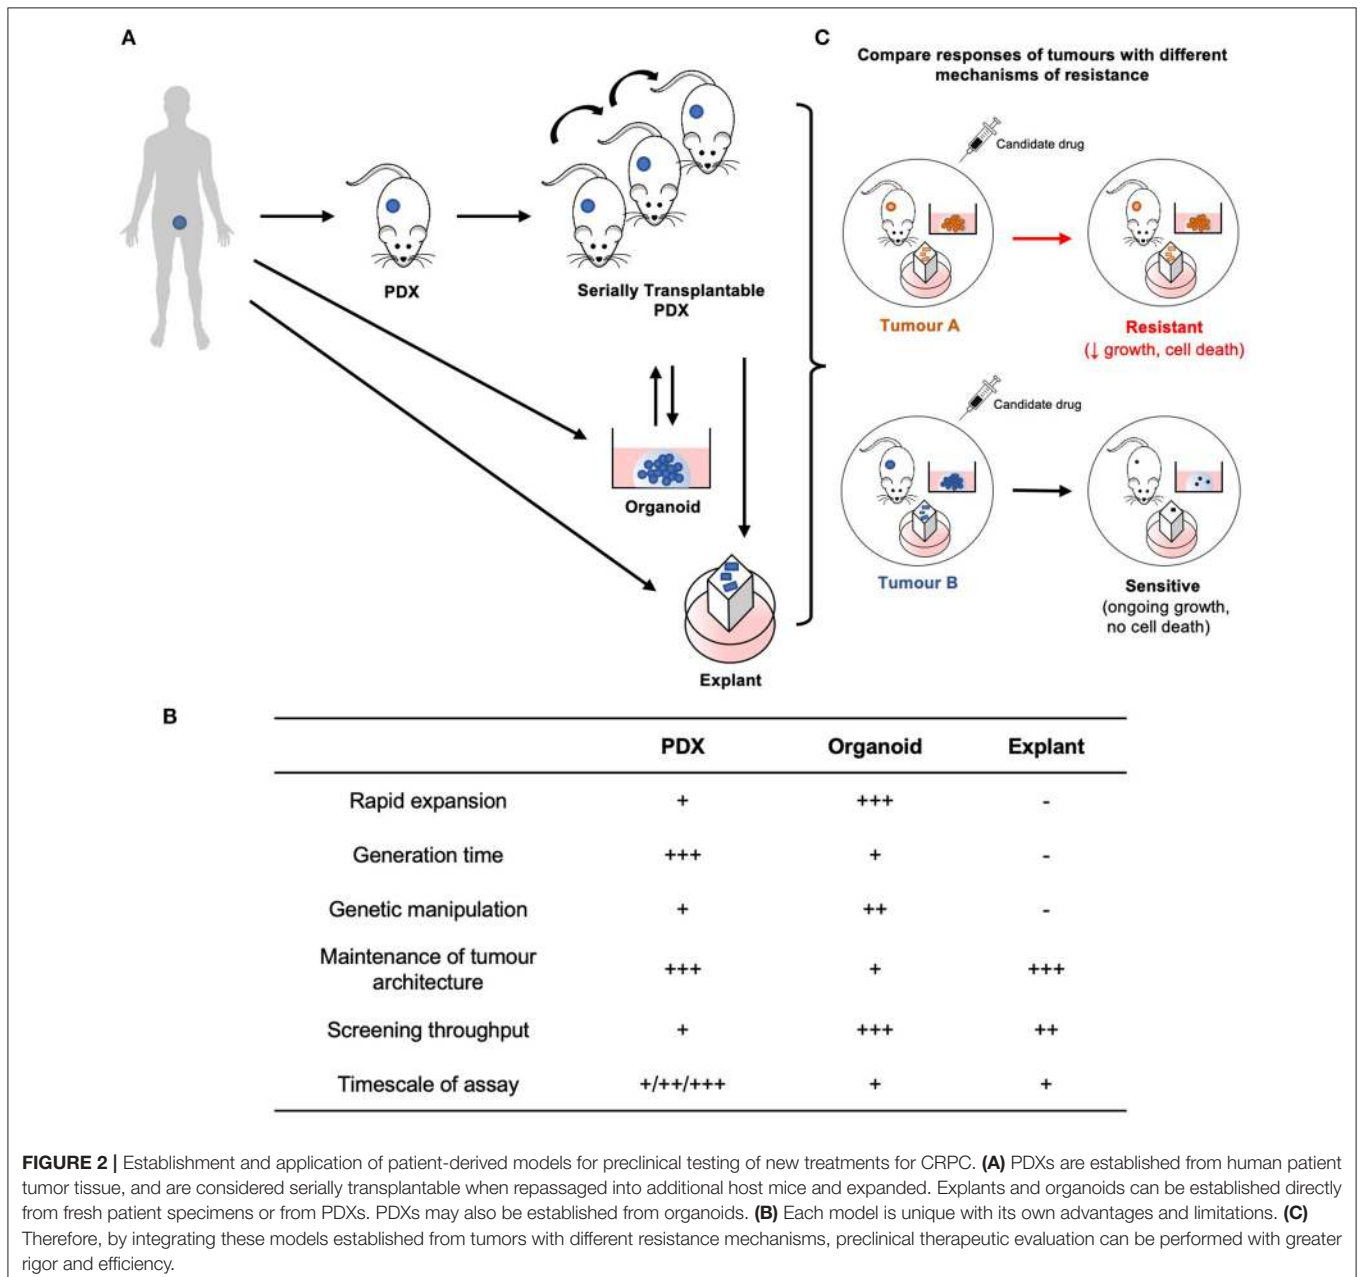 A
PDX
Serially Transplantable
PDX
Organoid
Explant
C
Compare responses of tumours with different
mechanisms of resistance
Candidate drug
Tumour A
Resistant
(↓ growth, cell death)
Candidate drug
Tumour B
Sensitive
(ongoing growth,
no cell death)
B
PDX Organoid Explant
Rapid expansion + +++ -
Generation time +++ + -
Genetic manipulation + ++ -
Maintenance of tumour
architecture +++ + +++
Screening throughput + +++ ++
Timescale of assay +/++/+++ + +
FIGURE 2 | Establishment and application of patient-derived models for preclinical testing of new treatments for CRPC. (A) PDXs are established from human patient
tumor tissue, and are considered serially transplantable when repassaged into additional host mice and expanded. Explants and organoids can be established directly
from fresh patient specimens or from PDXs. PDXs may also be established from organoids. (B) Each model is unique with its own advantages and limitations. (C)
Therefore, by integrating these models established from tumors with different resistance mechanisms, preclinical therapeutic evaluation can be performed with greater
rigor and efficiency.